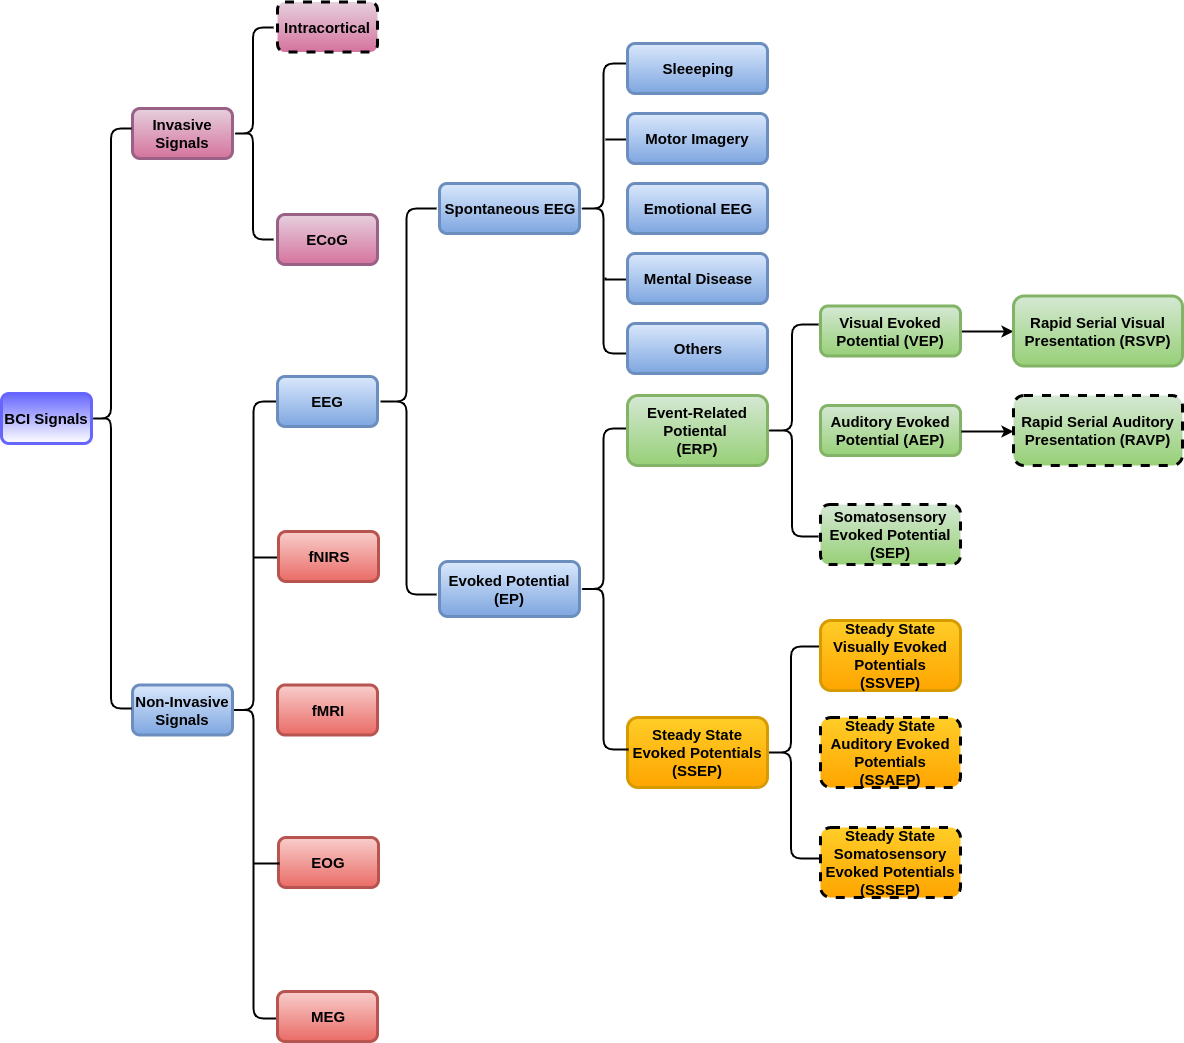 Intracortical
Invasive
Signals
ECoG
BCI Signals
EEG
fNIRS
Non-Invasive
Signals
fMRI
EOG
MEG
Spontaneous EEG
Evoked Potential
(EP)
Sleeeping
Motor Imagery
Emotional EEG
Mental Disease
Others
Event-Related
Potiental
(ERP)
Steady State
Evoked Potentials
(SSEP)
Visual Evoked
Potential (VEP)
Rapid Serial Visual
Presentation (RSVP)
Auditory Evoked
Potential (AEP)
Rapid Serial Auditory
Presentation (RAVP)
Somatosensory
Evoked Potential
(SEP)
Steady State
Visually Evoked
Potentials
(SSVEP)
Steady State
Auditory Evoked
Potentials
(SSAEP)
Steady State
Somatosensory
Evoked Potentials
(SSSEP)